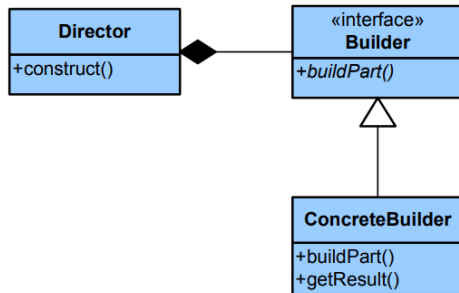 Director
+construct()
«interface»
Builder
+buildPart()
ConcreteBuilder
+buildPart()
+getResult()